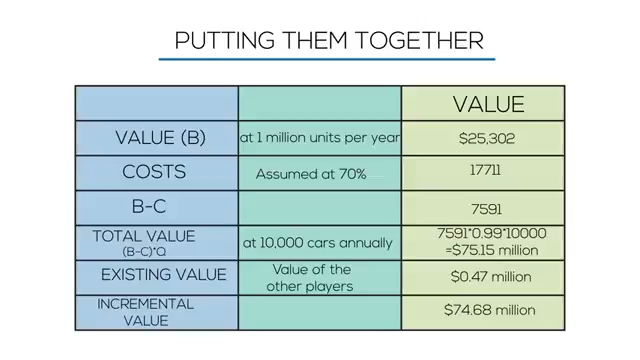 PUTTING THEM TOGETHER
VALUE
VALUE (B) at 1 million units per year $25,302
COSTS Assumed at 70% 17711
B-C 7591
TOTAL VALUE
(B-C)*Q
at 10,000 cars annually
7591*0.99*10000
=$75.15 million
EXISTING VALUE
Value of the
other players
$0.47 million
INCREMENTAL
VALUE
$74.68 million